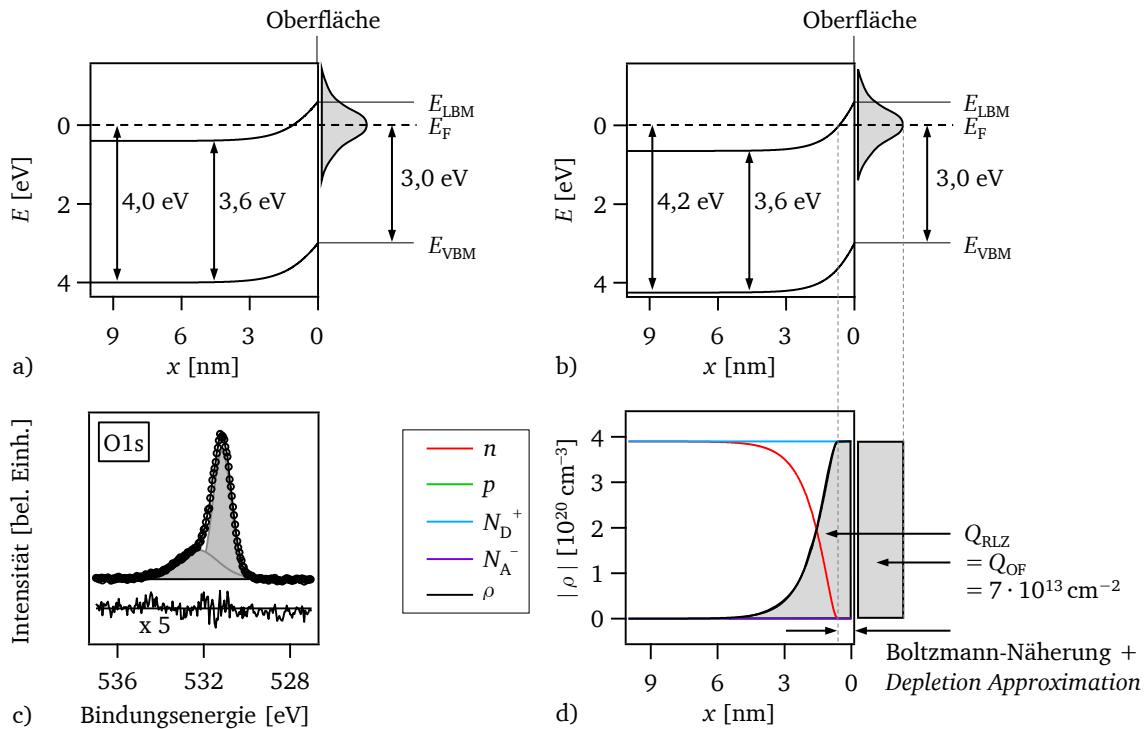 Oberfläche
E_LBM
E_F
E_VBM
0
2
4
E [eV]
4,0 eV
3,6 eV
3,0 eV
9 6 3 0
x [nm]
a)
Oberfläche
E_LBM
E_F
E_VBM
0
2
4
E [eV]
4,2 eV
3,6 eV
3,0 eV
9 6 3 0
x [nm]
b)
O1s
Intensität [bel. Einh.]
x 5
536 532 528
Bindungsenergie [eV]
c)
n
p
N_D^+
N_A^-
ρ
4
3
2
1
0
| ρ | [10^20 cm^−3]
9 6 3 0
x [nm]
d)
Q_RLZ
= Q_OF
= 7 · 10^13 cm^−2
Boltzmann-Näherung +
Depletion Approximation